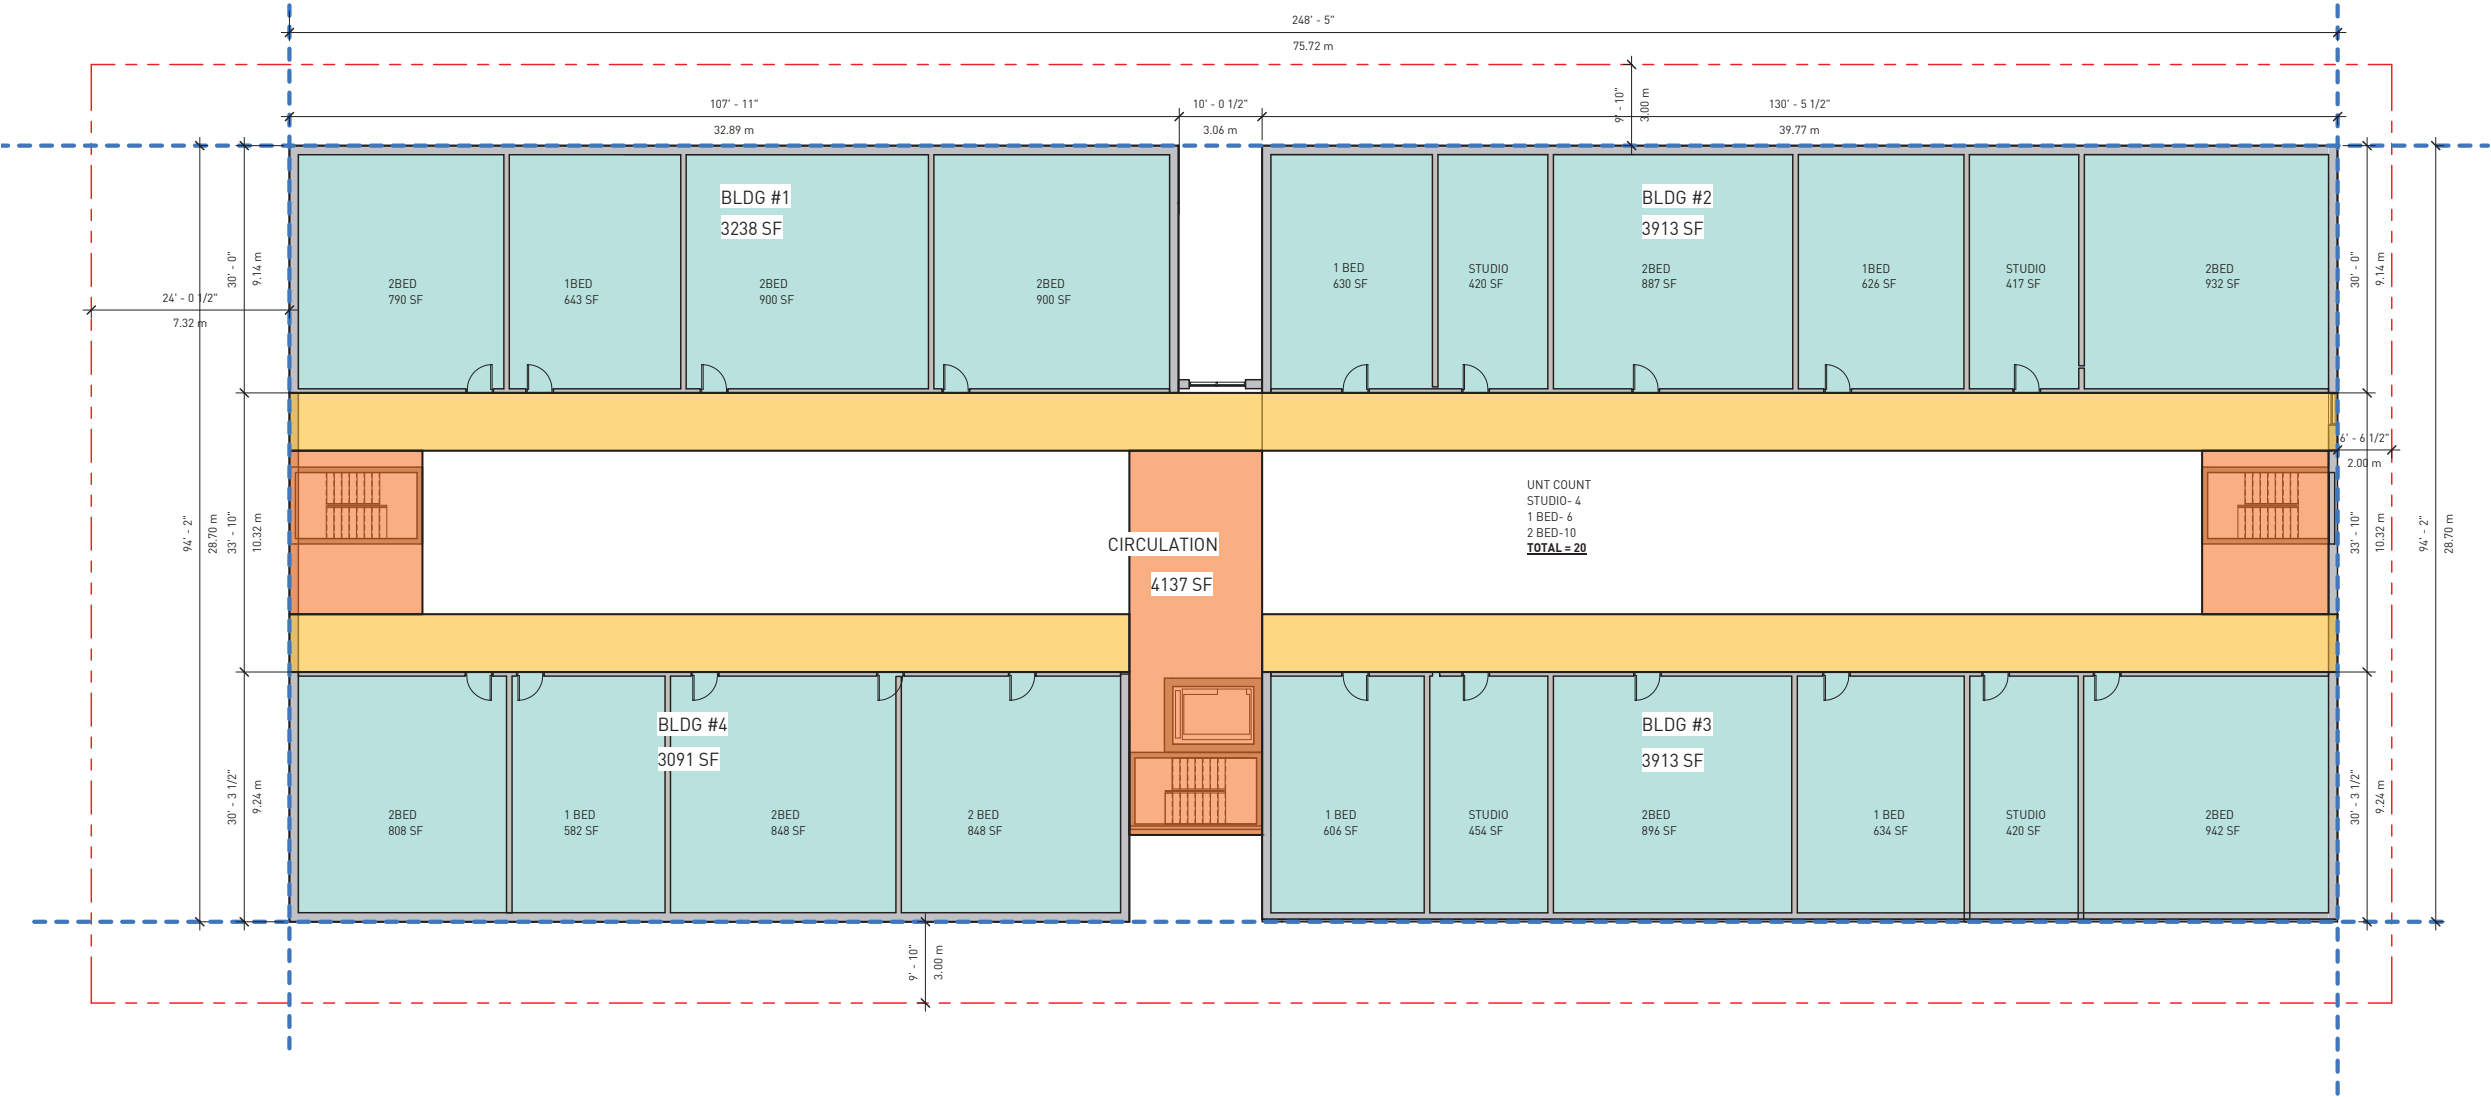 248' - 5"
75.72 m
9' - 10"
3.00 m
107' - 11"
32.89 m
10' - 0 1/2"
3.06 m
130' - 5 1/2"
39.77 m
BLDG #1
3238 SF
BLDG #2
3913 SF
30' - 0"
9.14 m
24' - 0 1/2"
7.32 m
2BED
790 SF
1BED
643 SF
2BED
900 SF
2BED
900 SF
1 BED
630 SF
STUDIO
420 SF
2BED
887 SF
1BED
626 SF
STUDIO
417 SF
2BED
932 SF
30' - 0"
9.14 m
6' - 6 1/2"
2.00 m
94' - 2"
28.70 m
33' - 10"
10.32 m
CIRCULATION
4137 SF
UNT COUNT
STUDIO- 4
1 BED- 6
2 BED-10
TOTAL = 20
33' - 10"
10.32 m
94' - 2"
28.70 m
BLDG #4
3091 SF
BLDG #3
3913 SF
30' - 3 1/2"
9.24 m
2BED
808 SF
1 BED
582 SF
2BED
848 SF
2 BED
848 SF
1 BED
606 SF
STUDIO
454 SF
2BED
896 SF
1 BED
634 SF
STUDIO
420 SF
2BED
942 SF
30' - 3 1/2"
9.24 m
9' - 10"
3.00 m